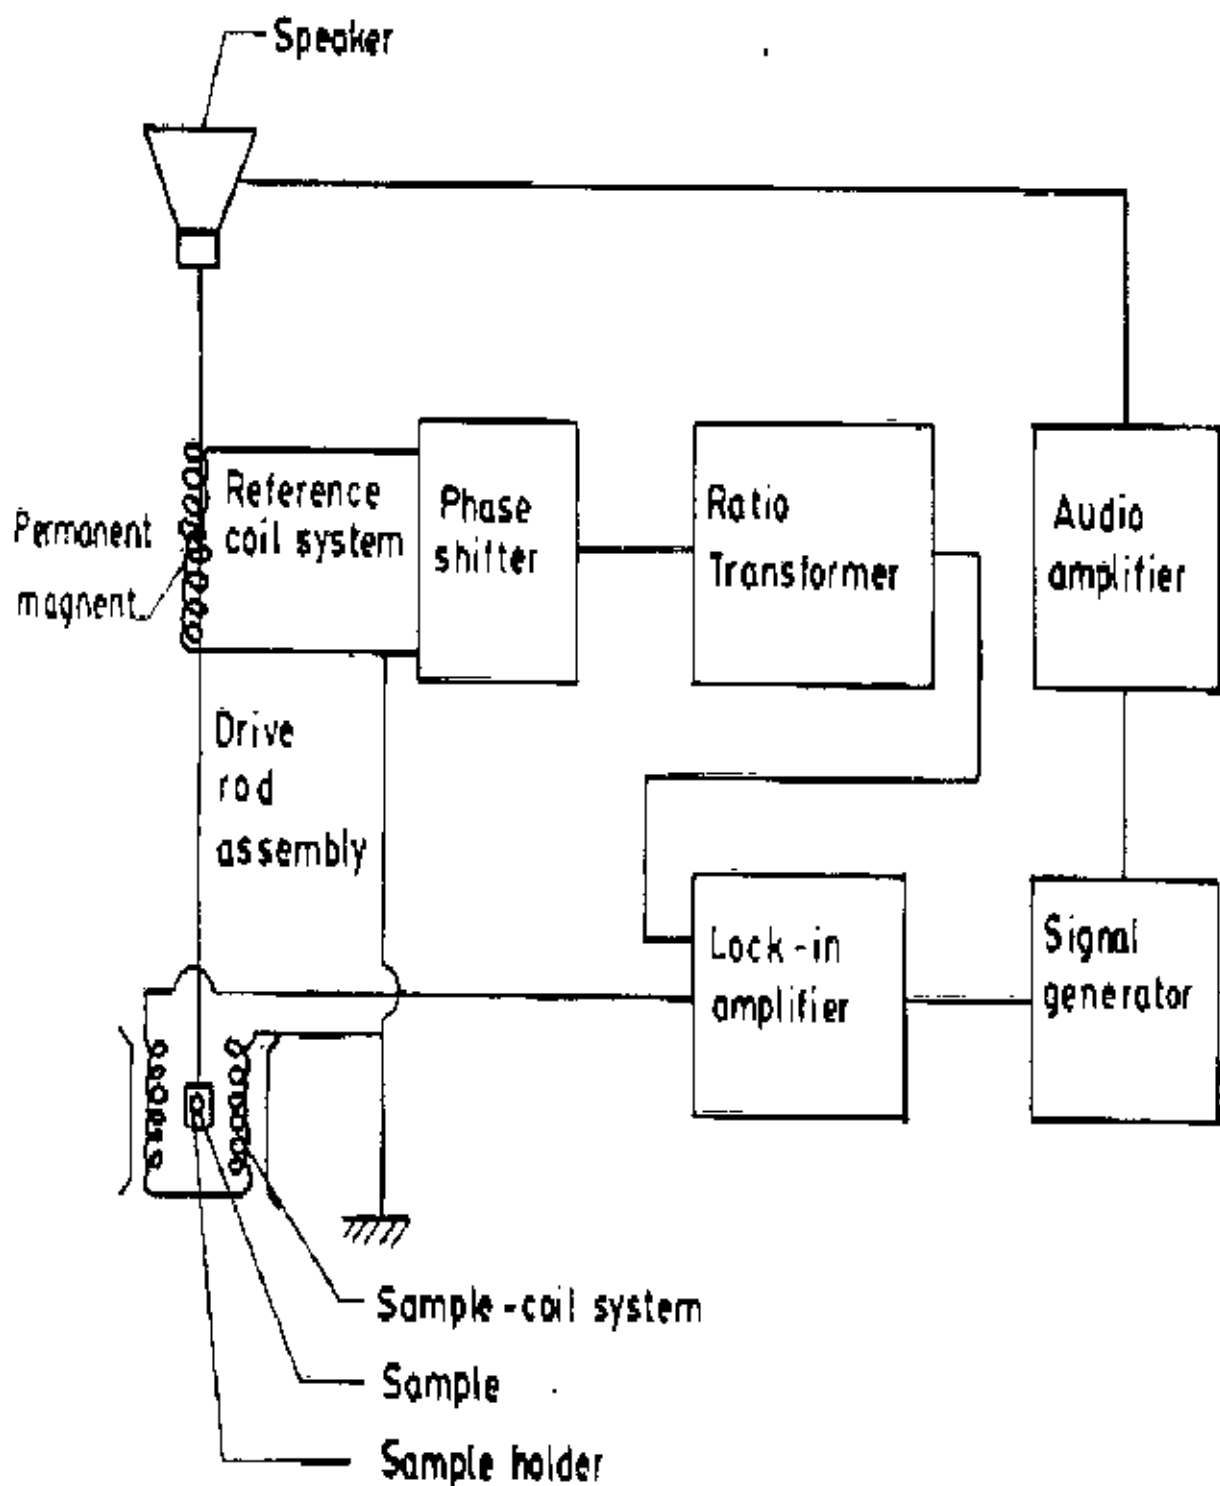 Speaker
Permanent
magnent
Reference
coil system
Phase
shifter
Ratio
Transformer
Audio
amplifier
Drive
rod
assembly
Lock-in
amplifier
Signal
generator
Sample-coil system
Sample
Sample holder